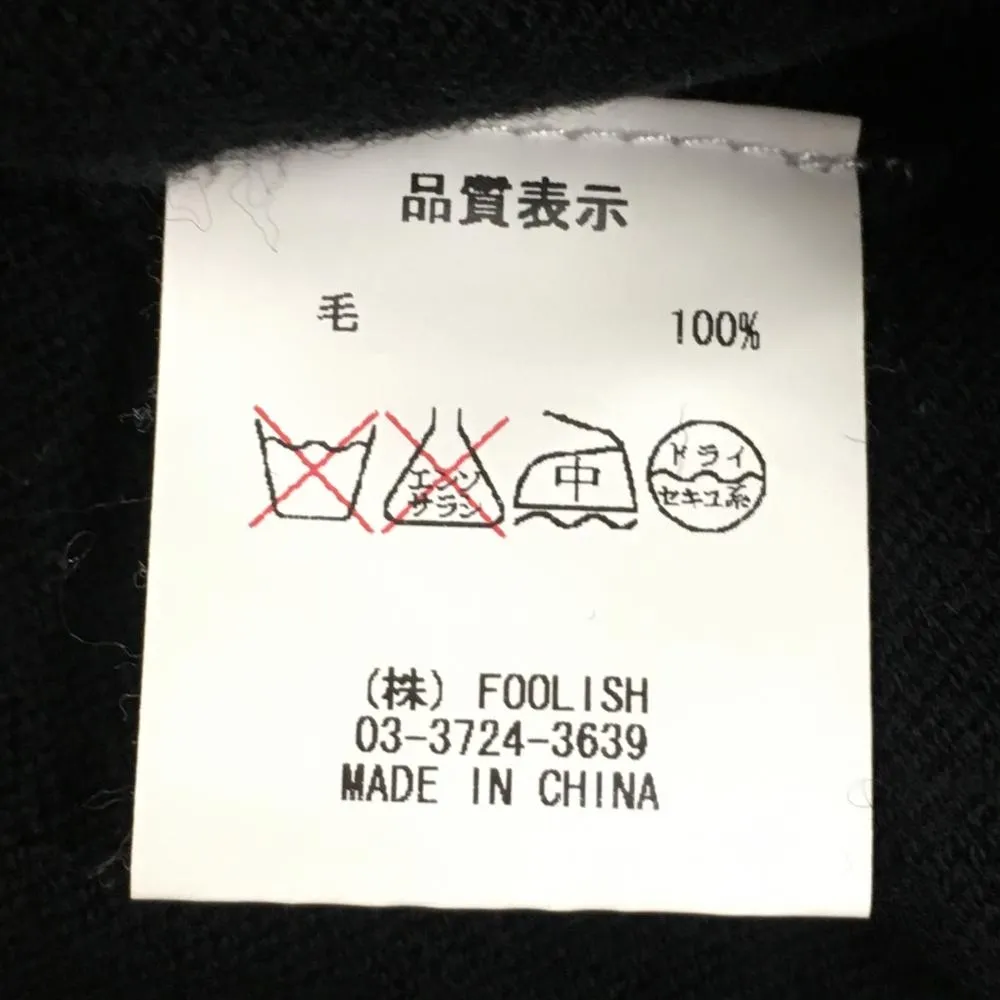 品質表示
毛 100%
エンソ
サラシ
中
ドライ
セキユ系
(株) FOOLISH
03-3724-3639
MADE IN CHINA